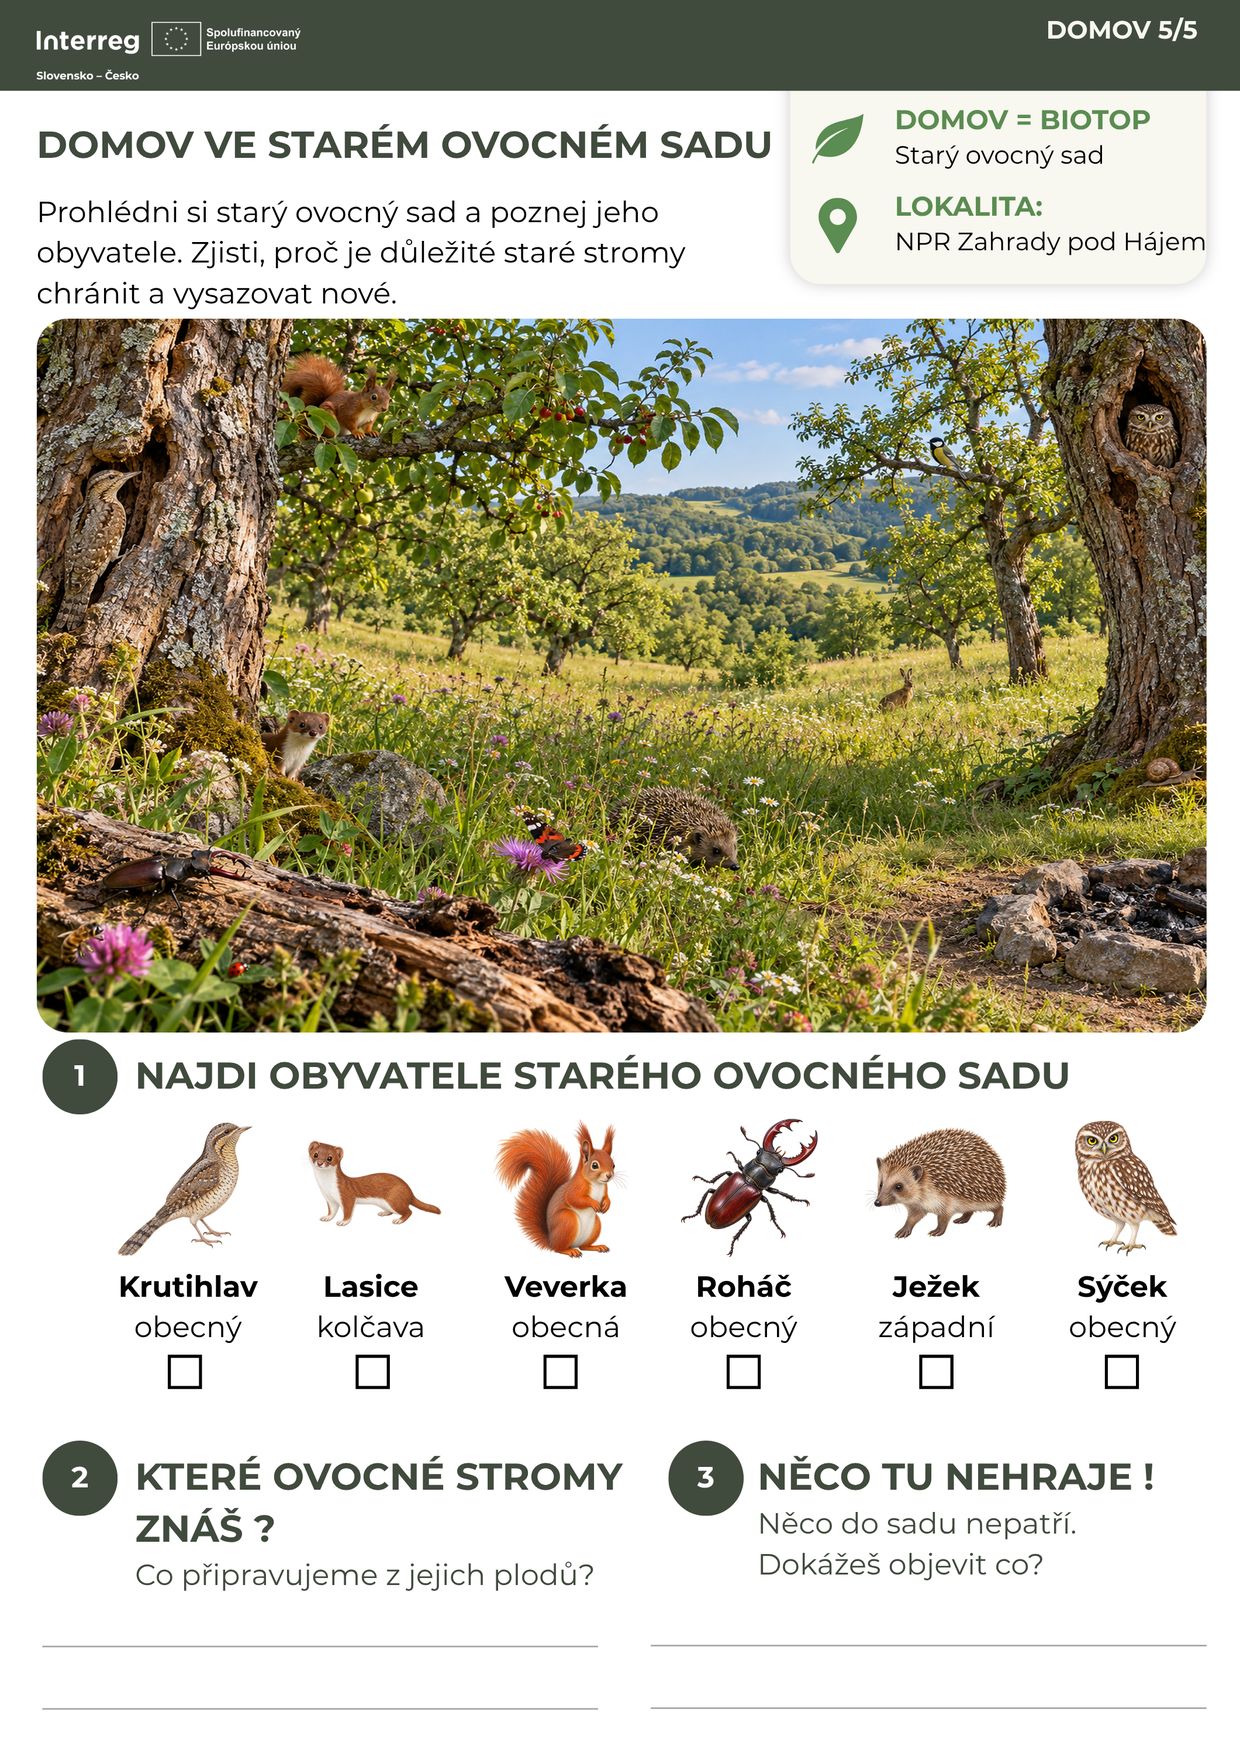 Interreg
Spolufinancovaný
Európskou úniou
Slovensko – Česko
DOMOV 5/5
DOMOV VE STARÉM OVOCNÉM SADU
DOMOV = BIOTOP
Starý ovocný sad
LOKALITA:
NPR Zahrady pod Hájem
Prohlédni si starý ovocný sad a poznej jeho
obyvatele. Zjisti, proč je důležité staré stromy
chránit a vysazovat nové.
1
NAJDI OBYVATELE STARÉHO OVOCNÉHO SADU
Krutihlav
obecný
Lasice
kolčava
Veverka
obecná
Roháč
obecný
Ježek
západní
Sýček
obecný
2
KTERÉ OVOCNÉ STROMY
ZNÁŠ ?
Co připravujeme z jejich plodů?
3
NĚCO TU NEHRAJE !
Něco do sadu nepatří.
Dokážeš objevit co?